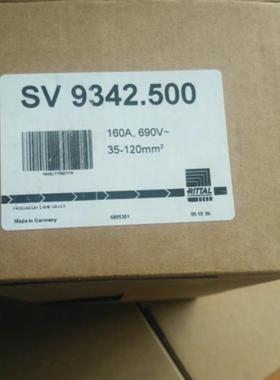 SV 9342.500
160A, 690V~
35-120mm²
RITTAL
Made in Germany